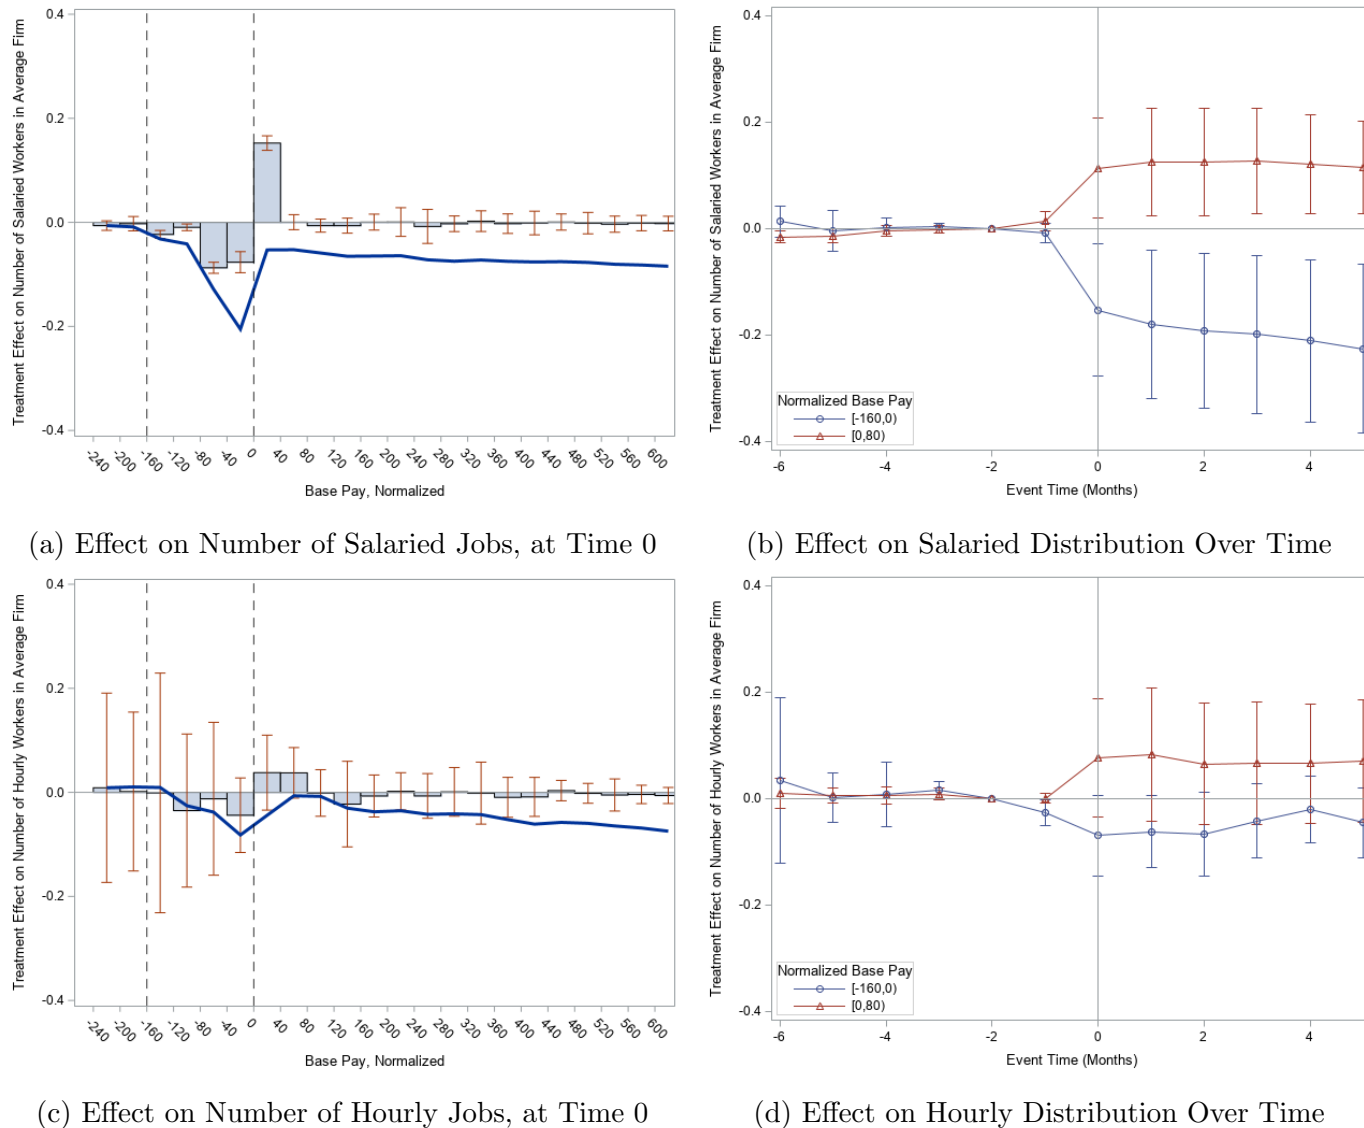 Treatment Effect on Number of Salaried Workers in Average Firm
0.4
0.2
0.0
-0.2
-0.4
-240 -200 -160 -120 -80 -40 0 40 80 120 160 200 240 280 320 360 400 440 480 520 560 600
Base Pay, Normalized
(a) Effect on Number of Salaried Jobs, at Time 0
Treatment Effect on Number of Salaried Workers in Average Firm
0.4
0.2
0.0
-0.2
-0.4
Normalized Base Pay
[-160,0)
[0,80)
-6 -4 -2 0 2 4
Event Time (Months)
(b) Effect on Salaried Distribution Over Time
Treatment Effect on Number of Hourly Workers in Average Firm
0.4
0.2
0.0
-0.2
-0.4
-240 -200 -160 -120 -80 -40 0 40 80 120 160 200 240 280 320 360 400 440 480 520 560 600
Base Pay, Normalized
(c) Effect on Number of Hourly Jobs, at Time 0
Treatment Effect on Number of Hourly Workers in Average Firm
0.4
0.2
0.0
-0.2
-0.4
Normalized Base Pay
[-160,0)
[0,80)
-6 -4 -2 0 2 4
Event Time (Months)
(d) Effect on Hourly Distribution Over Time